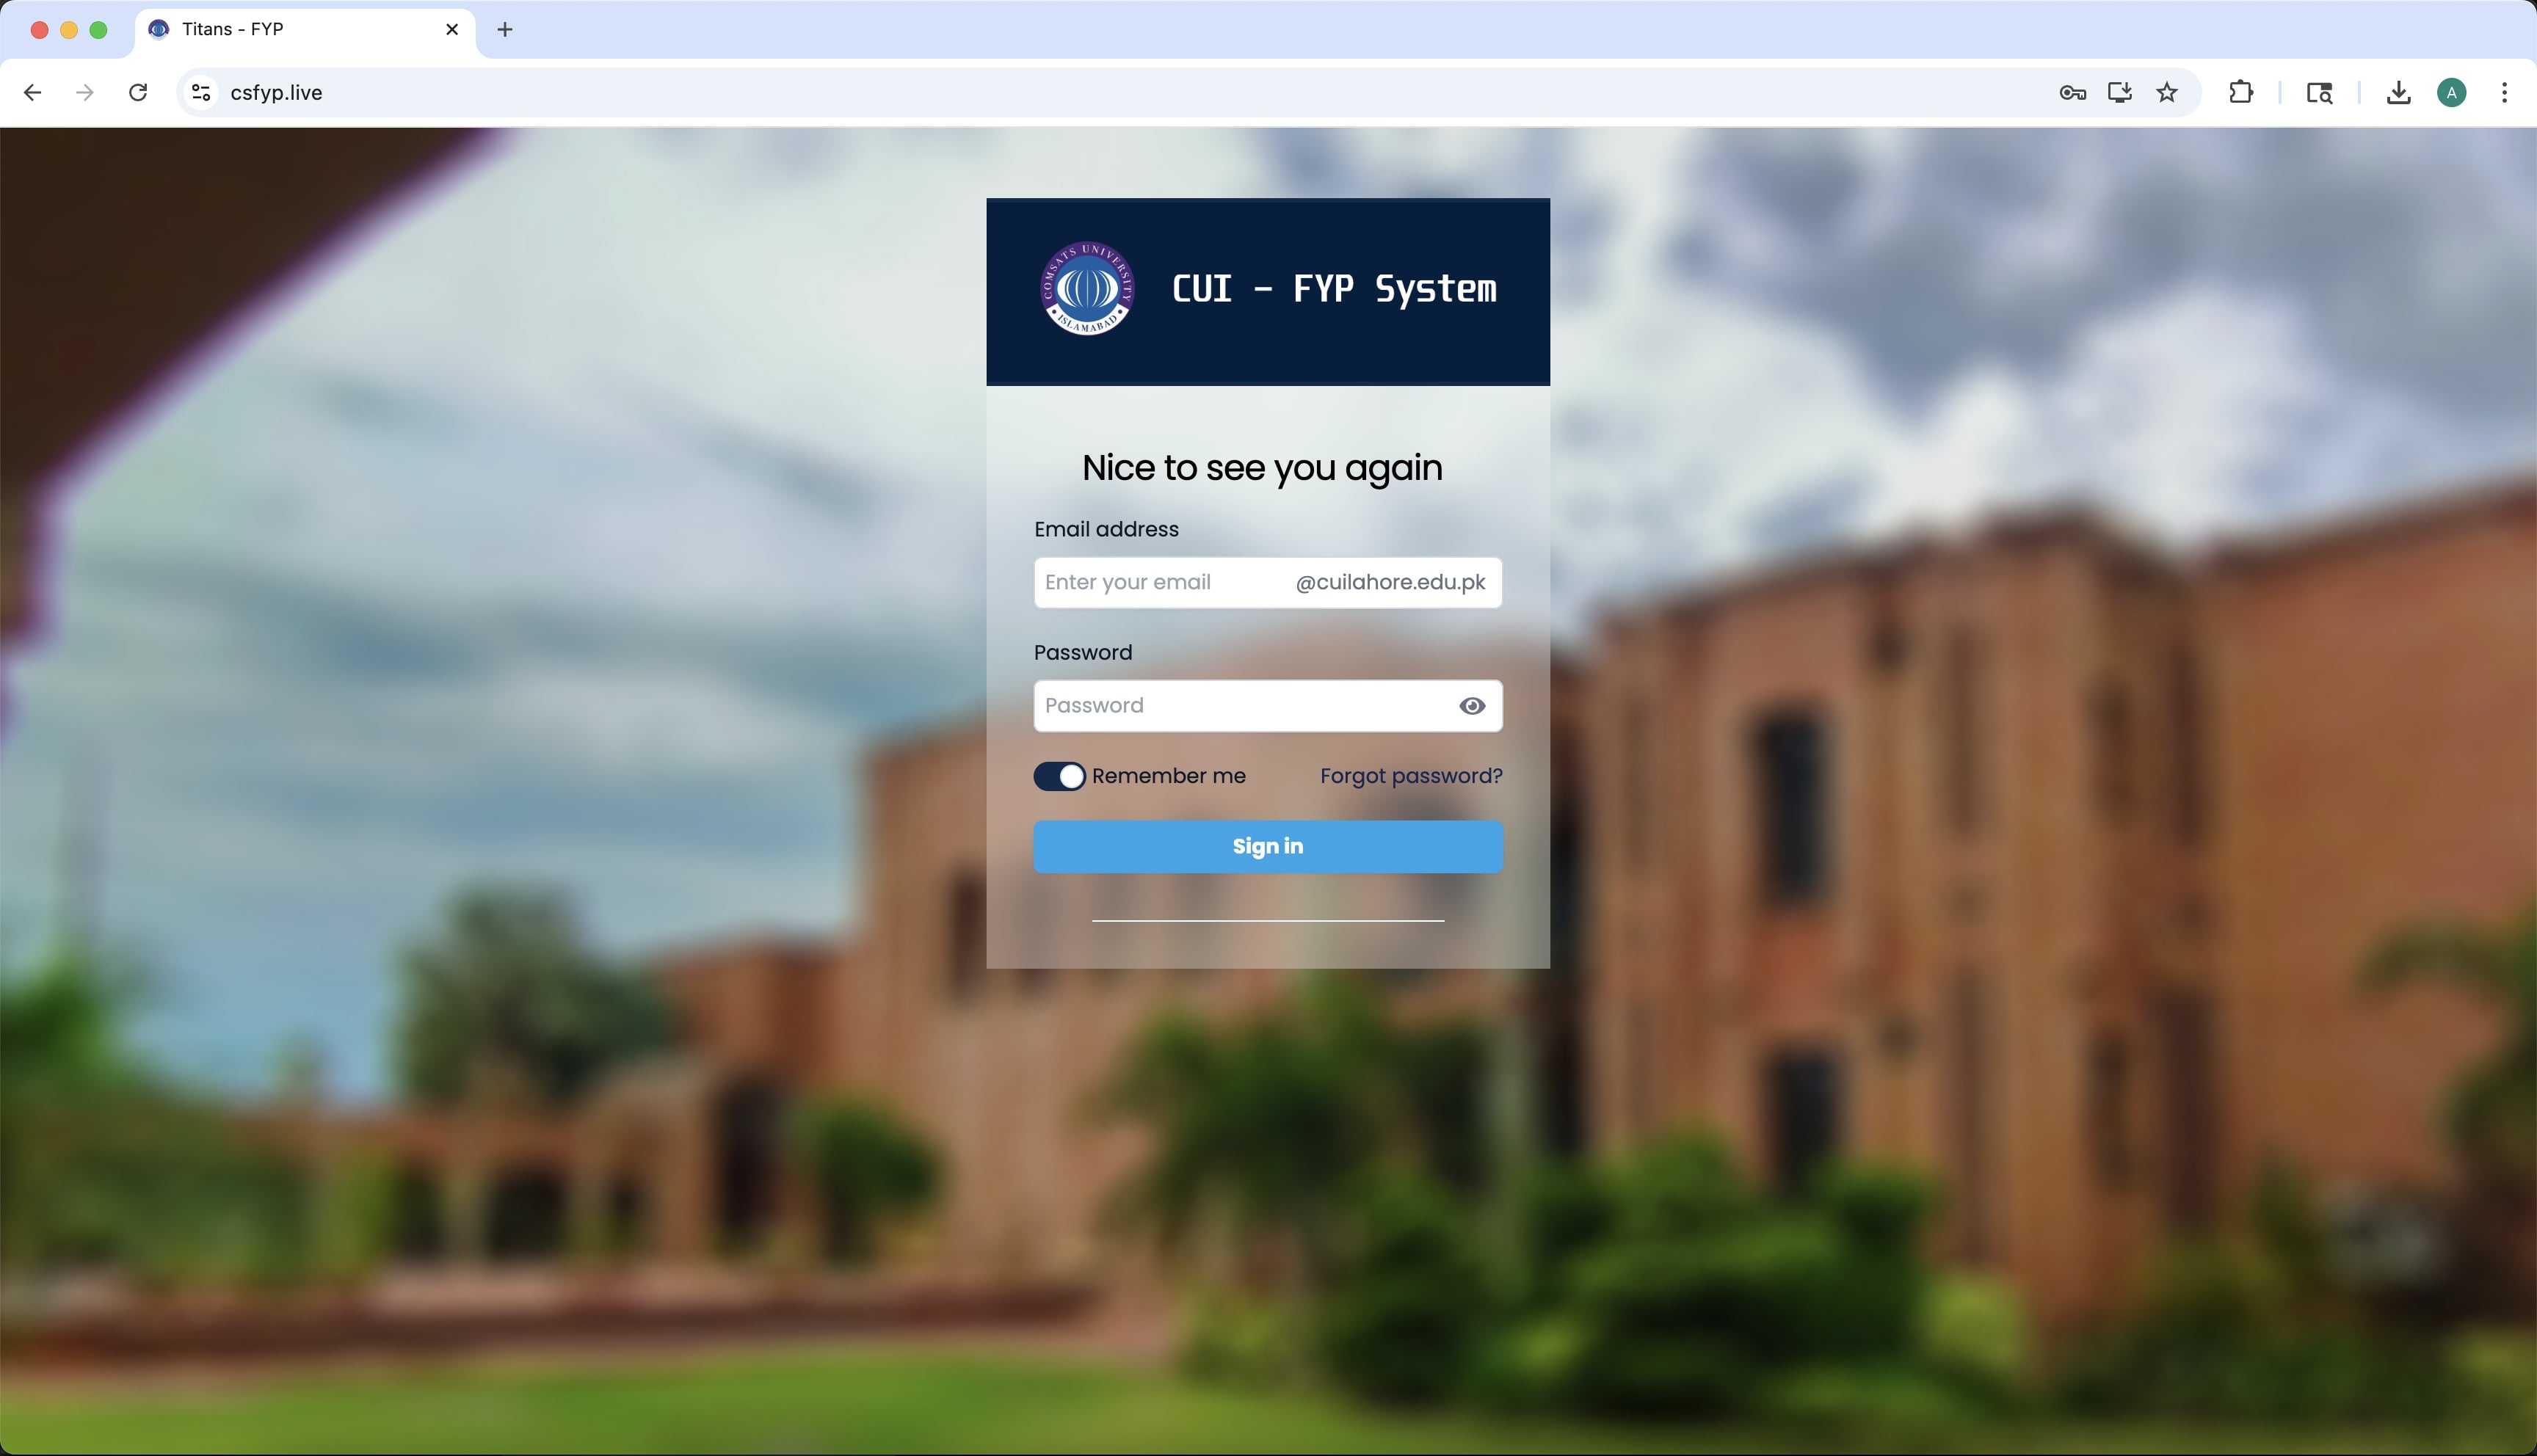 Titans - FYP
csfyp.live
A
COMSATS UNIVERSITY
ISLAMABAD
CUI - FYP System
Nice to see you again
Email address
Enter your email @cuilahore.edu.pk
Password
Password
Remember me Forgot password?
Sign in